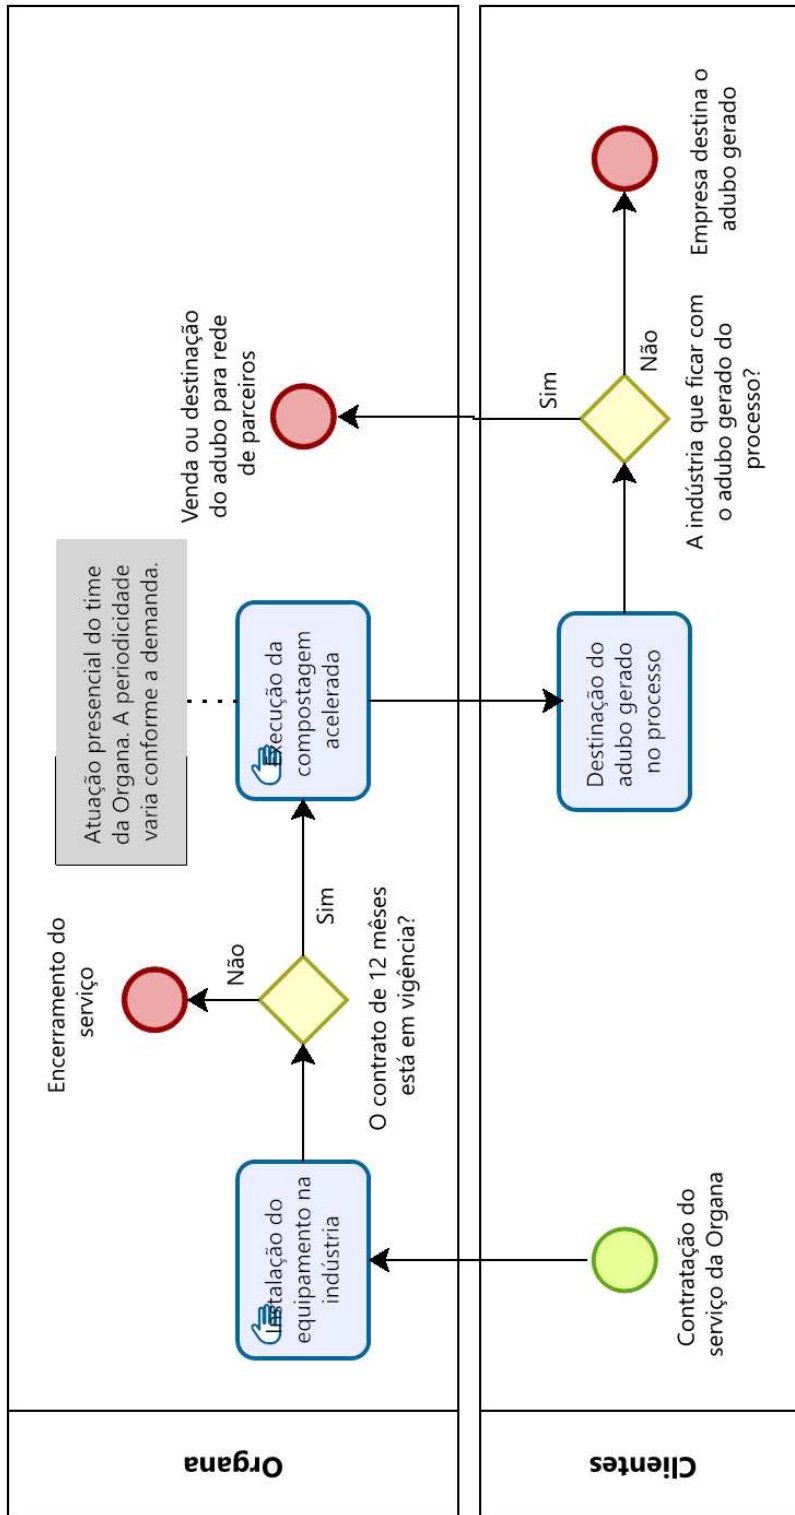 Organa
Instalação do
equipamento na
indústria
O contrato de 12 mêses
está em vigência?
Não
Encerramento do
serviço
Sim
Execução da
compostagem
acelerada
Atuação presencial do time
da Organa. A periodicidade
varia conforme a demanda.
Venda ou destinação
do adubo para rede
de parceiros
Clientes
Contratação do
serviço da Organa
Destinação do
adubo gerado
no processo
A indústria que ficar com
o adubo gerado do
processo?
Sim
Não
Empresa destina o
adubo gerado